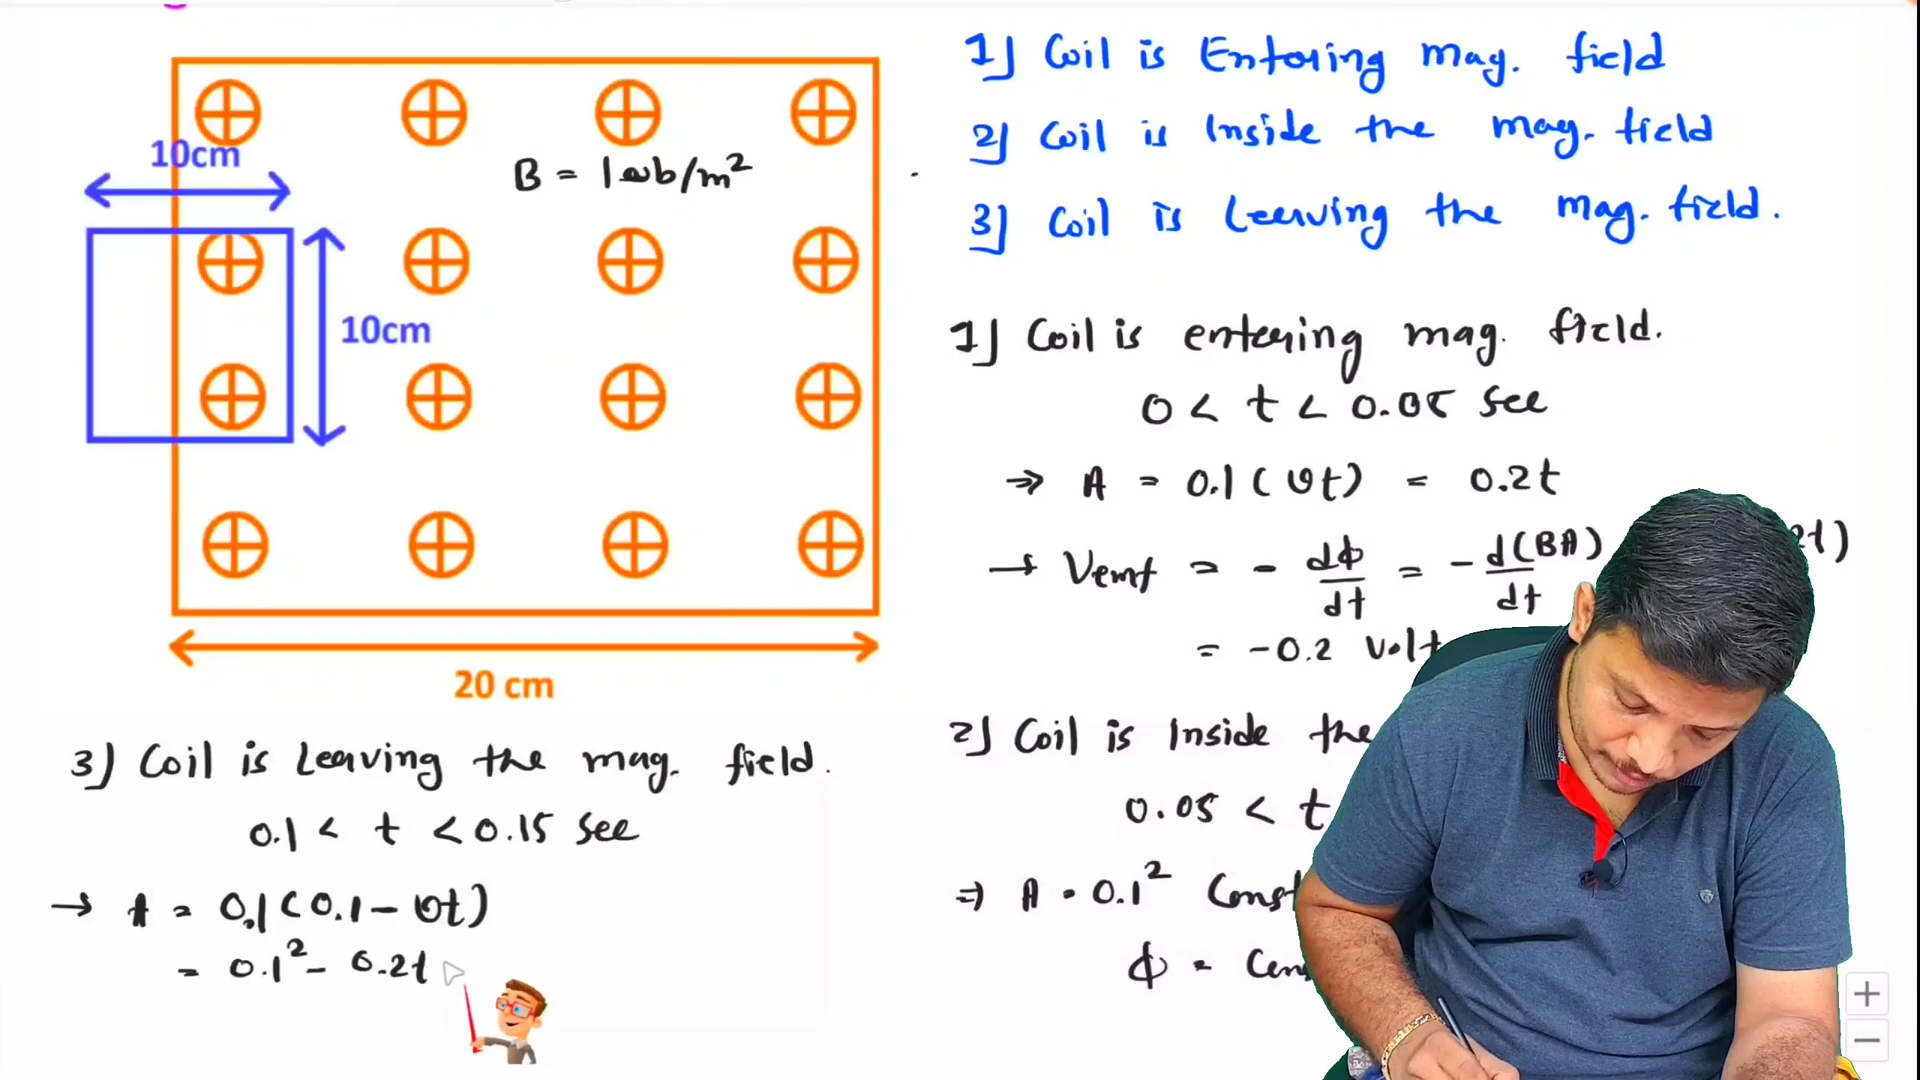 10cm
B = 1wb/m²
10cm
20 cm
1] Coil is Entering mag. field
2] Coil is Inside the mag. field
3] Coil is Leaving the mag. field.
1] Coil is entering mag. field.
0 < t < 0.05 sec
⇒ A = 0.1 (vt) = 0.2t
→ Vemf = - dϕ/dt = - d(BA)/dt 2t)
= -0.2 volt
2] Coil is Inside the
0.05 < t
⇒ A = 0.1² Const
ϕ = Con
3) Coil is Leaving the mag. field.
0.1 < t < 0.15 sec
→ A = 0.1 (0.1 - vt)
= 0.1² - 0.2t